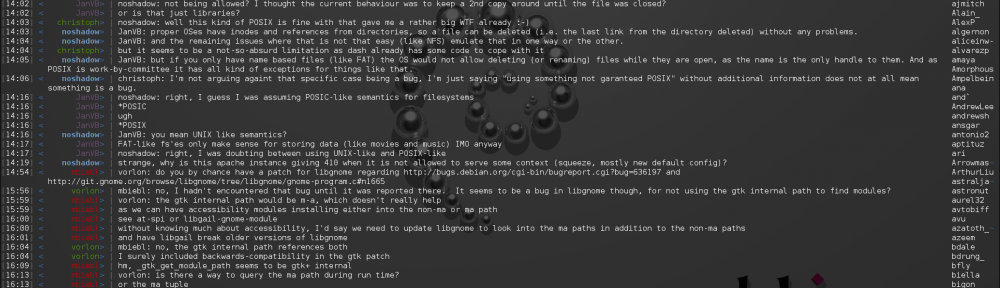 [14:02] < noshadow> | noshadow: not being allowed? I thought the current behaviour was to keep a 2nd copy around until the file was closed? ajmitch
[14:02] < JanVB> | or is that just libraries? Alain_
[14:03] < christoph> | noshadow: well this kind of POSIX is fine with that gave me a rather big WTF already :-) AlexP
[14:03] < noshadow> | JanVB: proper OSes have inodes and references from directories, so a file can be deleted (i.e. the last link from the directory deleted) without any problems. algernon
[14:04] < noshadow> | JanVB: and the remaining issues where that is not that easy (like NFS) emulate that in one way or the other. aliceinw-
[14:04] < christoph> | but it seems to be a not-so-absurd limitation as dash already has some code to cope with it alvarezp
[14:05] < noshadow> | JanVB: but if you only have name based files (like FAT) the OS would not allow deleting (or renaming) files while they are open, as the name is the only handle to them. And as amaya
POSIX is work-by-committee it has all kind of exceptions for things like that. Amorphous
[14:06] < noshadow> | christoph: I'm not arguing againt that specific case being a bug, I'm just saying "using something not garanteed POSIX" without additional information does not at all mean Ampelbein
something is a bug. ana
[14:16] < JanVB> | noshadow: right, I guess I was assuming POSIC-like semantics for filesystems and`
[14:16] < JanVB> | *POSIC AndrewLee
[14:16] < JanVB> | ugh andrewsh
[14:16] < JanVB> | *POSIX ansgar
[14:16] < noshadow> | JanVB: you mean UNIX like semantics? antonio2
[14:17] < JanVB> | FAT-like fs'es only make sense for storing data (like movies and music) IMO anyway aptituz
[14:17] < JanVB> | noshadow: right, I was doubting between using UNIX-like and POSIX-like ari
[14:19] < noshadow> | strange, why is this apache instance giving 410 when it is not allowed to serve some context (squeeze, mostly new default config)? Arrowmaster
[14:54] < mbiebl> | vorlon: do you by chance have a patch for libgnome regarding http://bugs.debian.org/cgi-bin/bugreport.cgi?bug=636197 and ArthurLiu
http://git.gnome.org/browse/libgnome/tree/libgnome/gnome-program.c#n1665 astralja
[15:56] < vorlon> | mbiebl: no, I hadn't encountered that bug until it was reported there. It seems to be a bug in libgnome though, for not using the gtk internal path to find modules? astronut
[15:59] < mbiebl> | vorlon: the gtk internal path would be m-a, which doesn't really help aurel32
[15:59] < mbiebl> | as we can have accessibility modules installing either into the non-ma or ma path autobiff
[16:00] < mbiebl> | see at-spi or libgail-gnome-module avu
[16:00] < mbiebl> | without knowing much about accessibility, I'd say we need to update libgnome to look into the ma paths in addition to the non-ma paths azatoth_
[16:01] < mbiebl> | and have libgail break older versions of libgnome azeem
[16:04] < vorlon> | mbiebl: no, the gtk internal path references both bdale
[16:04] < vorlon> | I surely included backwards-compatibility in the gtk patch bdrung_
[16:09] < mbiebl> | hm, _gtk_get_module_path seems to be gtk+ internal bfly
[16:13] < mbiebl> | vorlon: is there a way to query the ma path during run time? biella
[16:13] < mbiebl> | or the ma tuple bigon